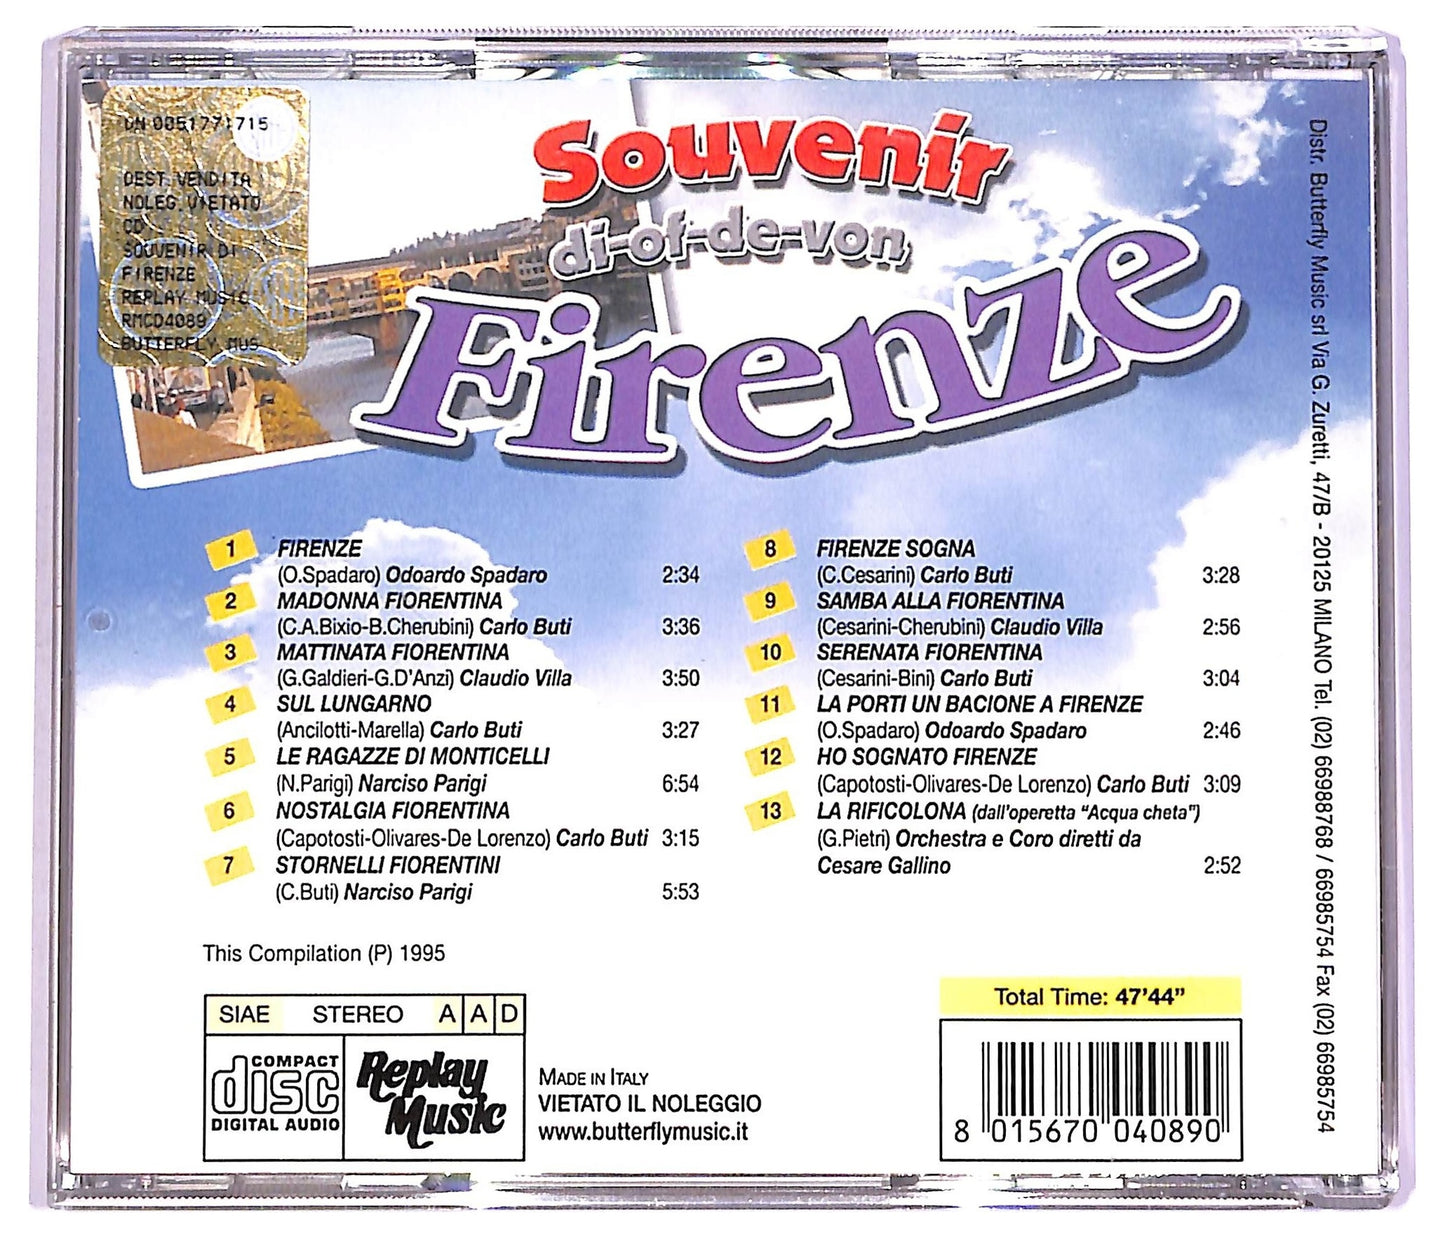 DN 0051771715
DEST.VENDITA
NOLEG.VIETATO
CD
SOUVENIR DI
FIRENZE
REPLAY MUSIC
RMCD4089
BUTTERFLY MUS
Souvenir
di-of-de-von
Firenze
1 FIRENZE
(O.Spadaro) Odoardo Spadaro 2:34
2 MADONNA FIORENTINA
(C.A.Bixio-B.Cherubini) Carlo Buti 3:36
3 MATTINATA FIORENTINA
(G.Galdieri-G.D'Anzi) Claudio Villa 3:50
4 SUL LUNGARNO
(Ancilotti-Marella) Carlo Buti 3:27
5 LE RAGAZZE DI MONTICELLI
(N.Parigi) Narciso Parigi 6:54
6 NOSTALGIA FIORENTINA
(Capotosti-Olivares-De Lorenzo) Carlo Buti 3:15
7 STORNELLI FIORENTINI
(C.Buti) Narciso Parigi 5:53
8 FIRENZE SOGNA
(C.Cesarini) Carlo Buti 3:28
9 SAMBA ALLA FIORENTINA
(Cesarini-Cherubini) Claudio Villa 2:56
10 SERENATA FIORENTINA
(Cesarini-Bini) Carlo Buti 3:04
11 LA PORTI UN BACIONE A FIRENZE
(O.Spadaro) Odoardo Spadaro 2:46
12 HO SOGNATO FIRENZE
(Capotosti-Olivares-De Lorenzo) Carlo Buti 3:09
13 LA RIFICOLONA (dall'operetta "Acqua cheta")
(G.Pietri) Orchestra e Coro diretti da
Cesare Gallino 2:52
This Compilation (P) 1995
SIAE STEREO A A D
COMPACT
disc
DIGITAL AUDIO
Replay
Music
MADE IN ITALY
VIETATO IL NOLEGGIO
www.butterflymusic.it
Total Time: 47'44"
8 015670 040890
Distr. Butterfly Music srl Via G. Zuretti, 47/B - 20125 MILANO Tel. (02) 66988768 / 66985754 Fax (02) 66985754